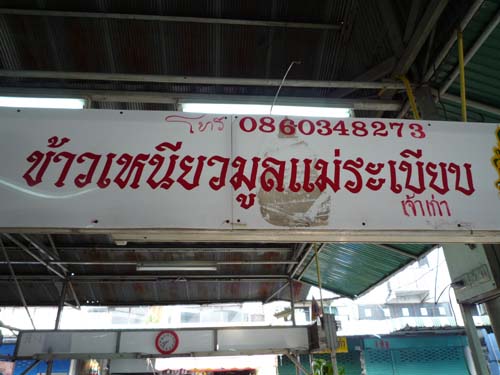 โทร 0860348273
ข้าวเหนียวมูลแม่ระเบียบ
เจ้าเก่า